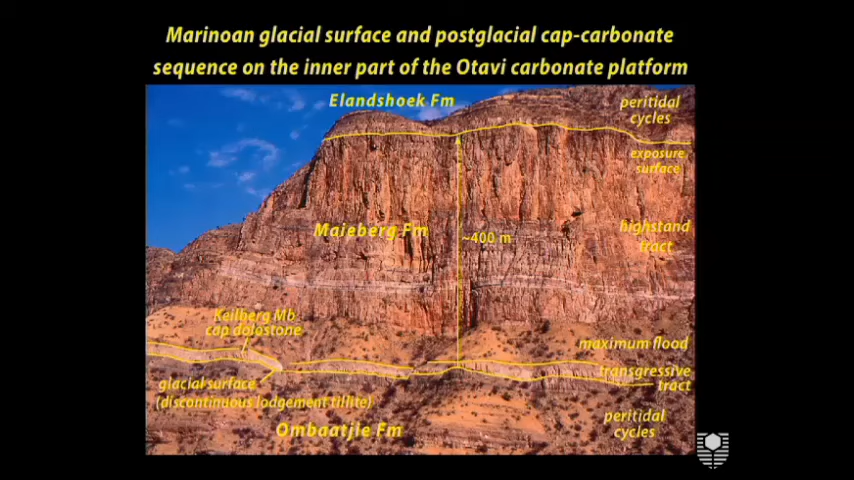 Marinoan glacial surface and postglacial cap-carbonate
sequence on the inner part of the Otavi carbonate platform
Elandshoek Fm
peritidal
cycles
exposure
surface
Maieberg Fm
~400 m
highstand
tract
Keilberg Mb
cap dolostone
maximum flood
transgressive
tract
glacial surface
(discontinuous lodgement tillite)
Ombaatjie Fm
peritidal
cycles